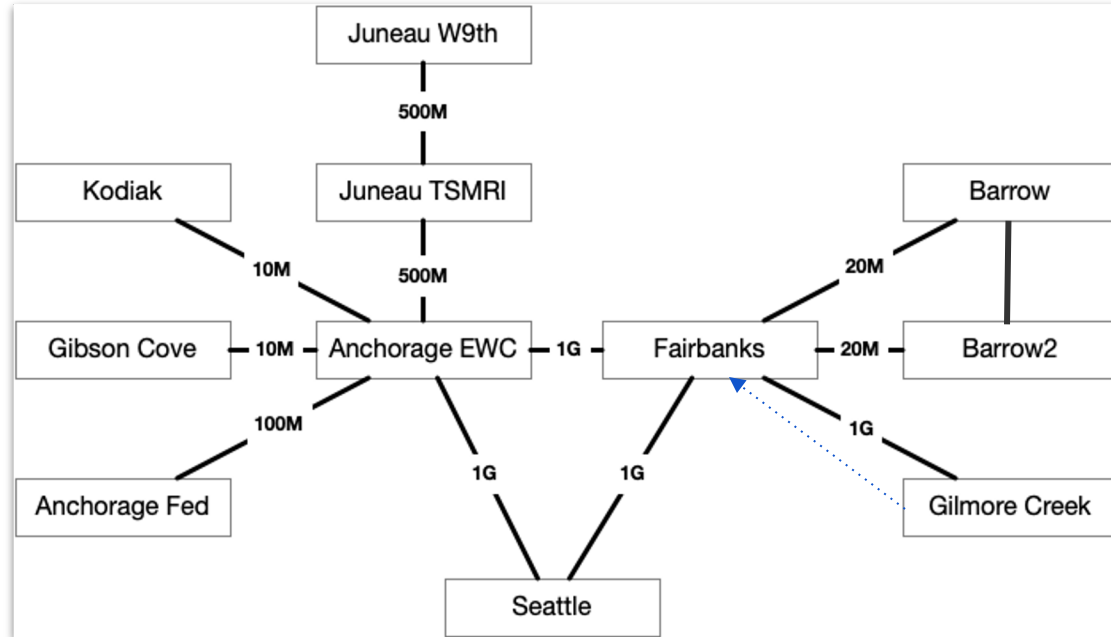 Juneau W9th
500M
Kodiak
Juneau TSMRI
Barrow
10M
500M
20M
Gibson Cove
10M
Anchorage EWC
1G
Fairbanks
20M
Barrow2
100M
1G
1G
1G
Anchorage Fed
Gilmore Creek
Seattle